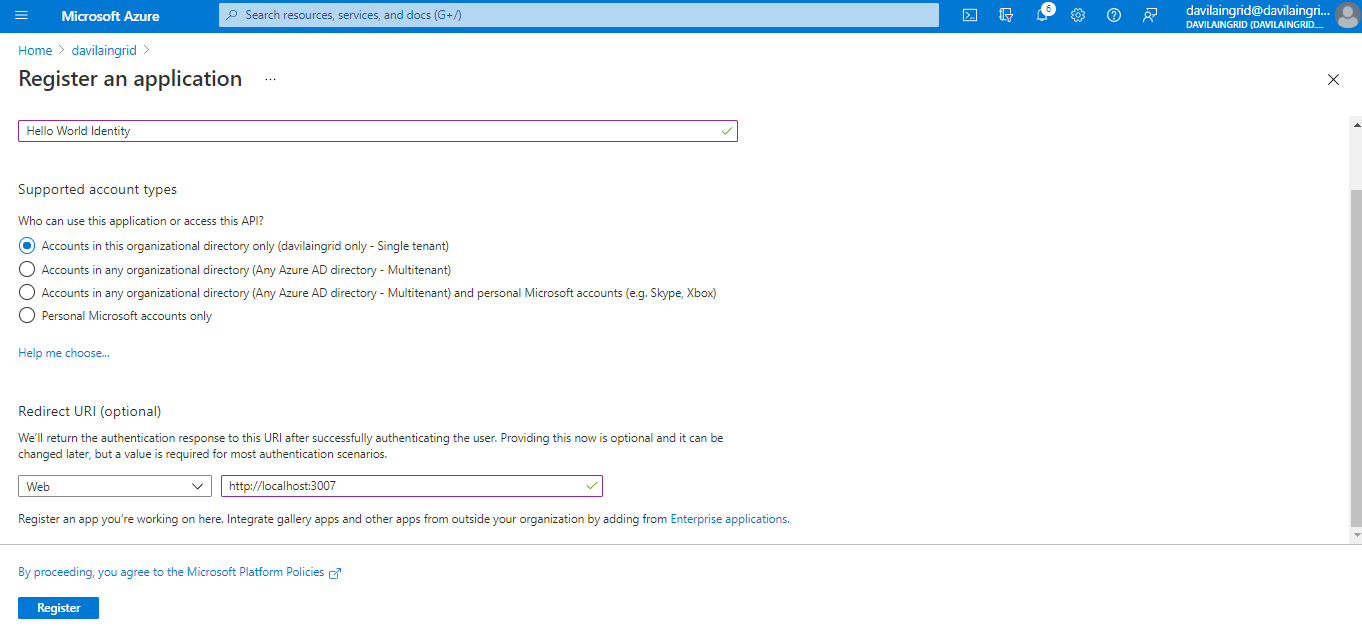 Microsoft Azure
Search resources, services, and docs (G+/)
6
davilaingrid@davilaingri...
DAVILAINGRID (DAVILAINGRID....
Home > davilaingrid >
Register an application ...
Hello World Identity
Supported account types
Who can use this application or access this API?
Accounts in this organizational directory only (davilaingrid only - Single tenant)
Accounts in any organizational directory (Any Azure AD directory - Multitenant)
Accounts in any organizational directory (Any Azure AD directory - Multitenant) and personal Microsoft accounts (e.g. Skype, Xbox)
Personal Microsoft accounts only
Help me choose...
Redirect URI (optional)
We'll return the authentication response to this URI after successfully authenticating the user. Providing this now is optional and it can be
changed later, but a value is required for most authentication scenarios.
Web
http://localhost:3007
Register an app you're working on here. Integrate gallery apps and other apps from outside your organization by adding from Enterprise applications.
By proceeding, you agree to the Microsoft Platform Policies
Register